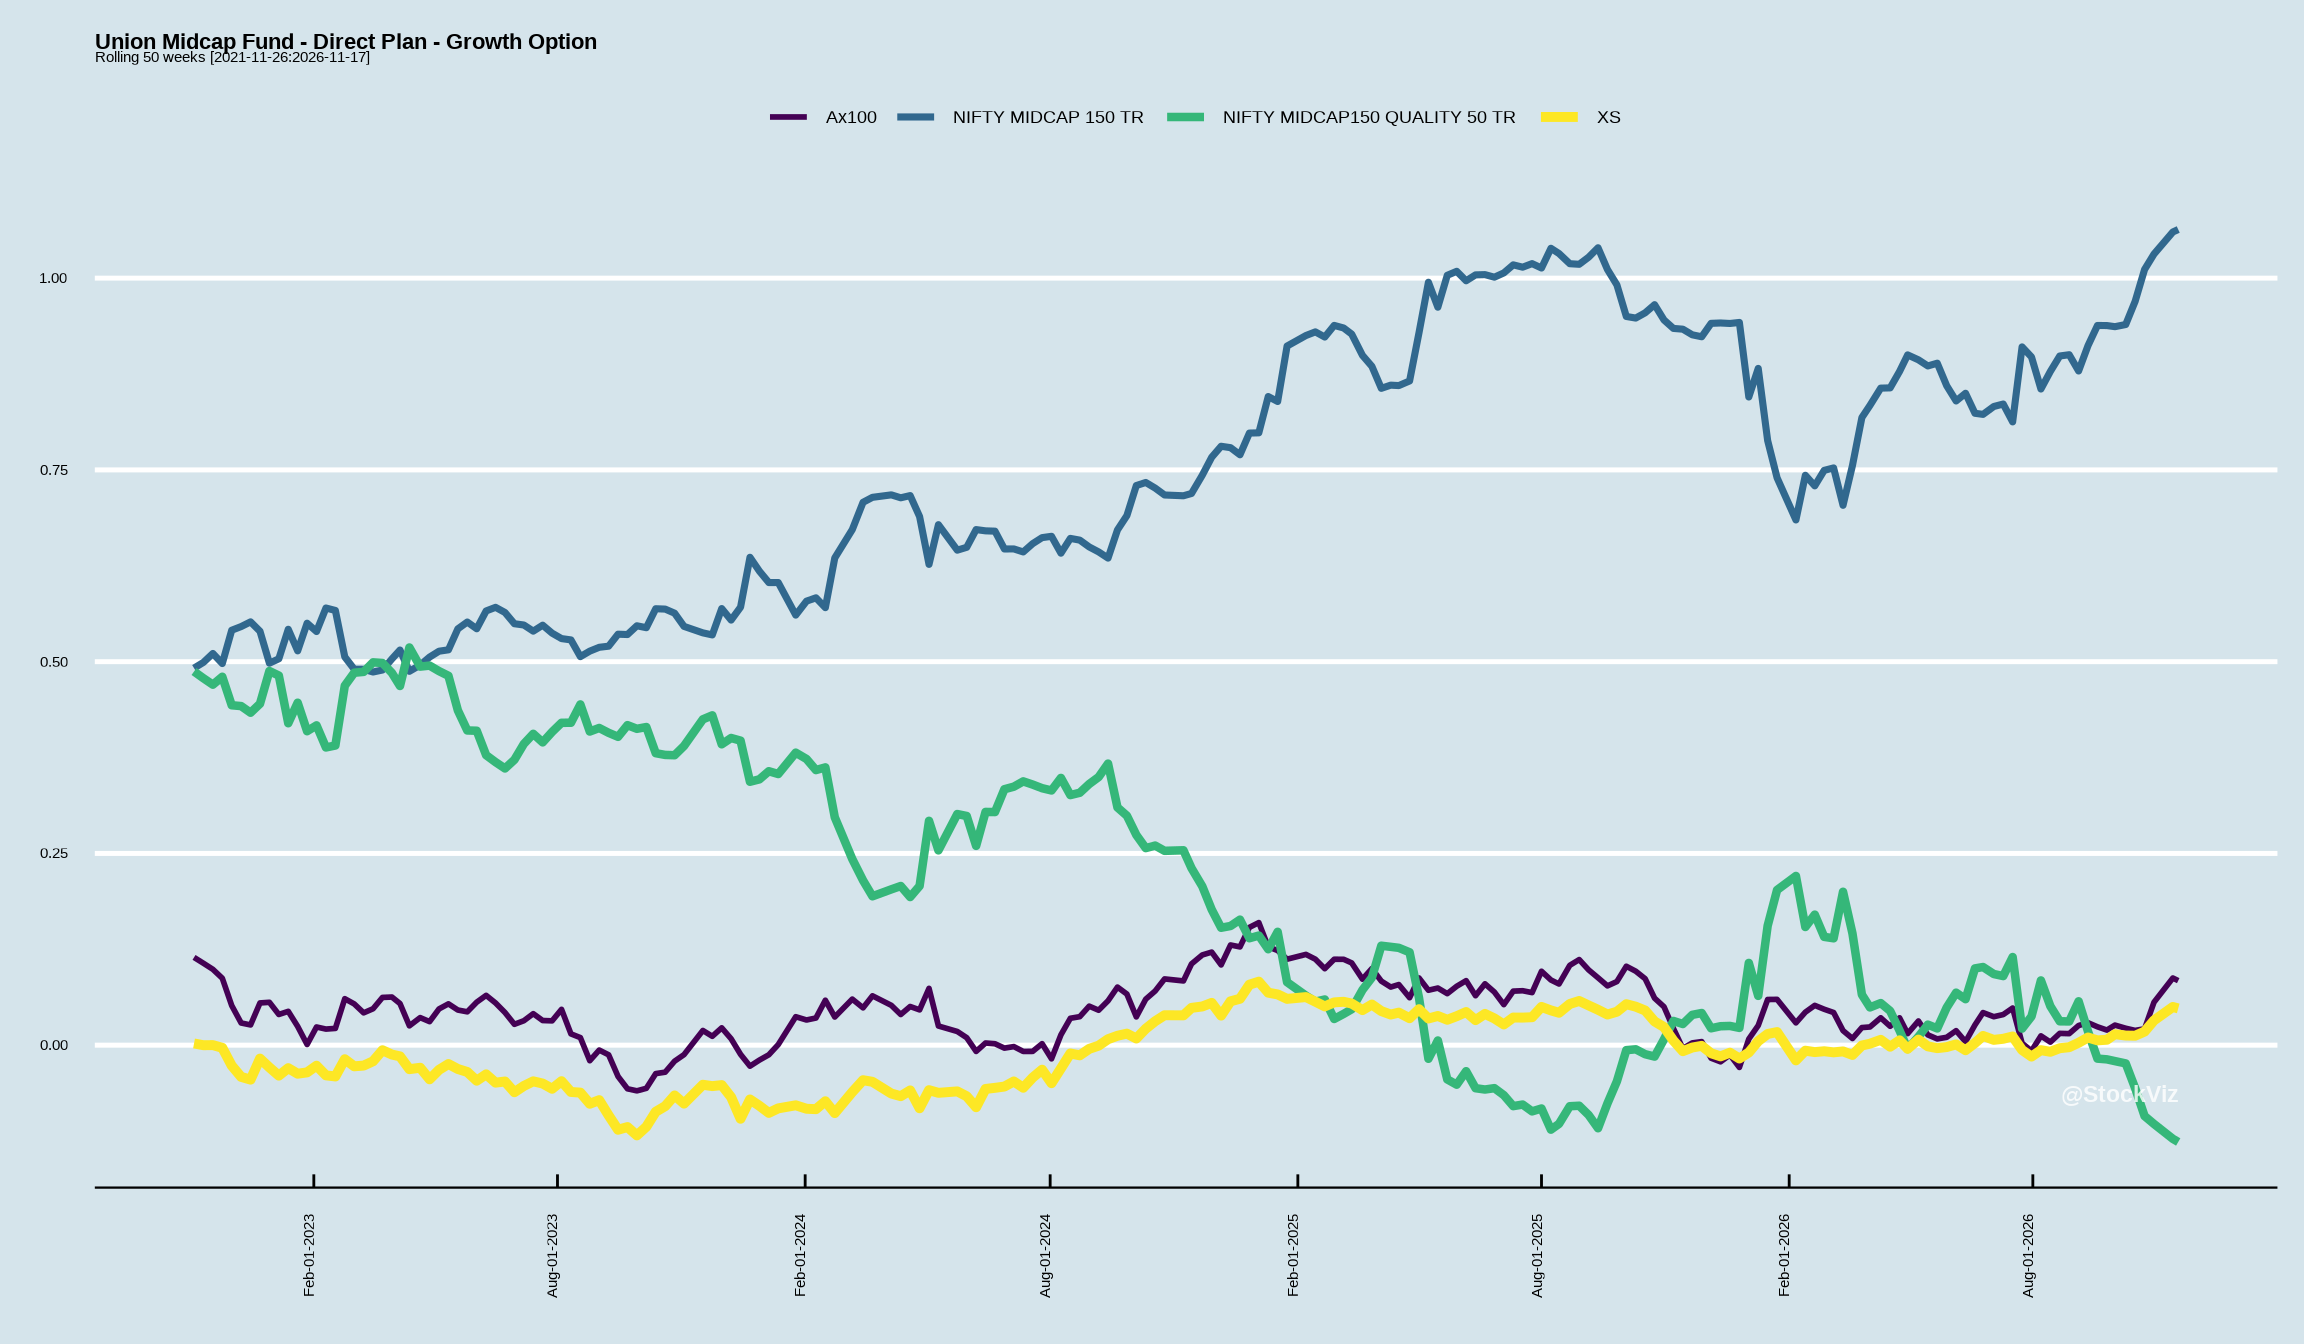 Union Midcap Fund - Direct Plan - Growth Option
Rolling 50 weeks [2021-11-26:2026-11-17]
Ax100 NIFTY MIDCAP 150 TR NIFTY MIDCAP150 QUALITY 50 TR XS
1.00
0.75
0.50
0.25
0.00
@StockViz
Feb-01-2023
Aug-01-2023
Feb-01-2024
Aug-01-2024
Feb-01-2025
Aug-01-2025
Feb-01-2026
Aug-01-2026